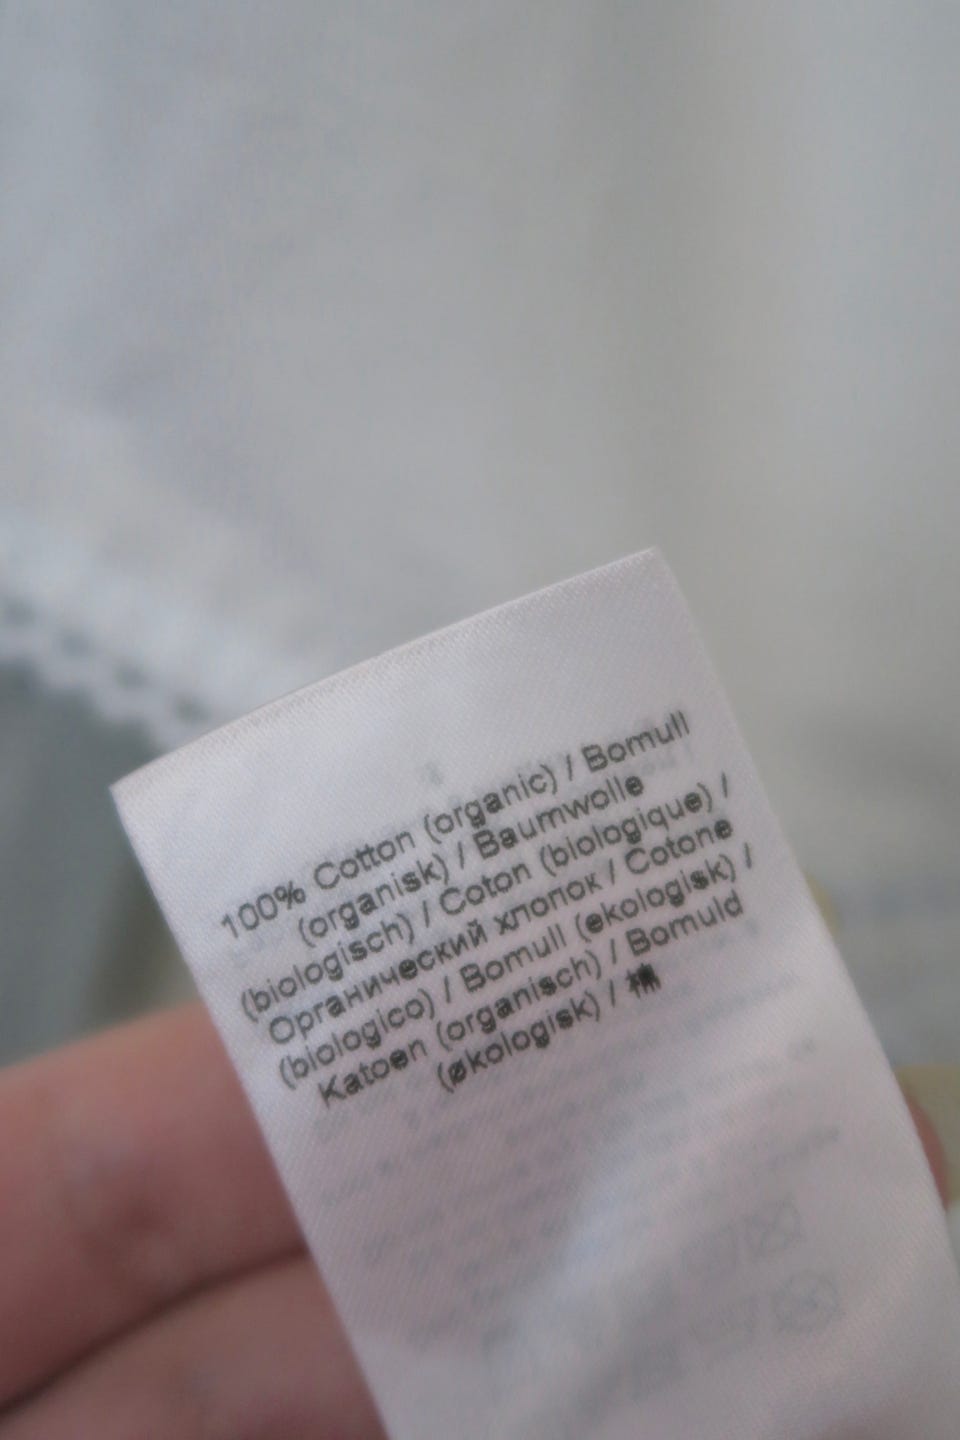 100% Cotton (organic) / Bomull
(organisk) / Baumwolle
(biologisch) / Coton (biologique) /
Органический хлопок / Cotone
(biologico) / Bomull (ekologisk) /
Katoen (organisch) / Bomuld
(økologisk) / 棉